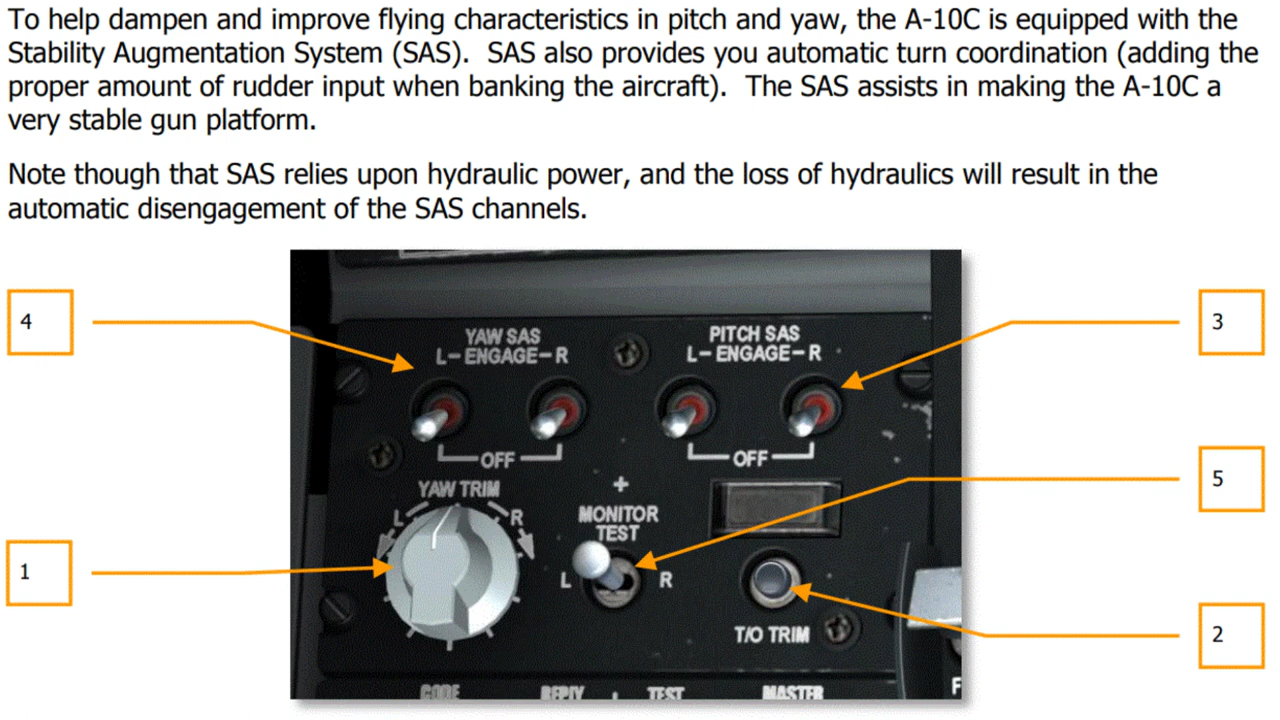 To help dampen and improve flying characteristics in pitch and yaw, the A-10C is equipped with the
Stability Augmentation System (SAS).  SAS also provides you automatic turn coordination (adding the
proper amount of rudder input when banking the aircraft).  The SAS assists in making the A-10C a
very stable gun platform.
Note though that SAS relies upon hydraulic power, and the loss of hydraulics will result in the
automatic disengagement of the SAS channels.
4
3
YAW SAS
L- ENGAGE - R
PITCH SAS
L- ENGAGE - R
OFF
OFF
5
YAW TRIM
L R
+
MONITOR
TEST
L R
1
T/O TRIM
2
CODE REPLY TEST MASTER
F